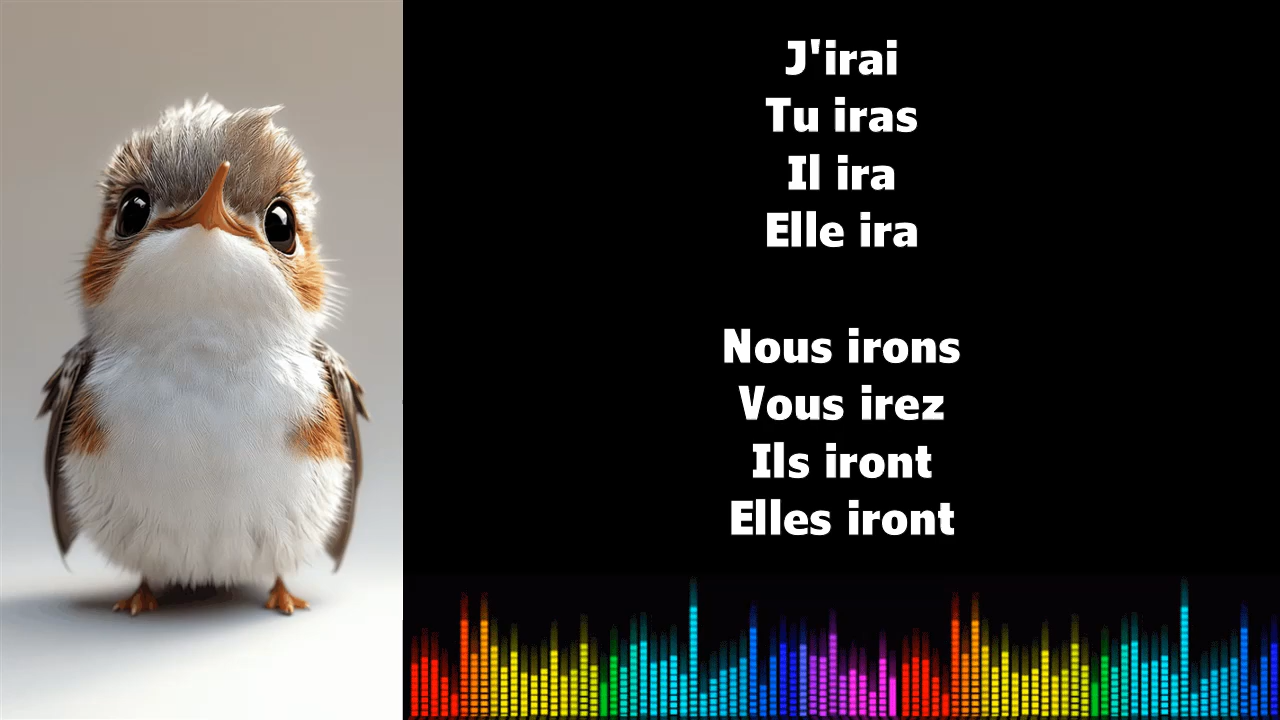 J'irai
Tu iras
Il ira
Elle ira
Nous irons
Vous irez
Ils iront
Elles iront